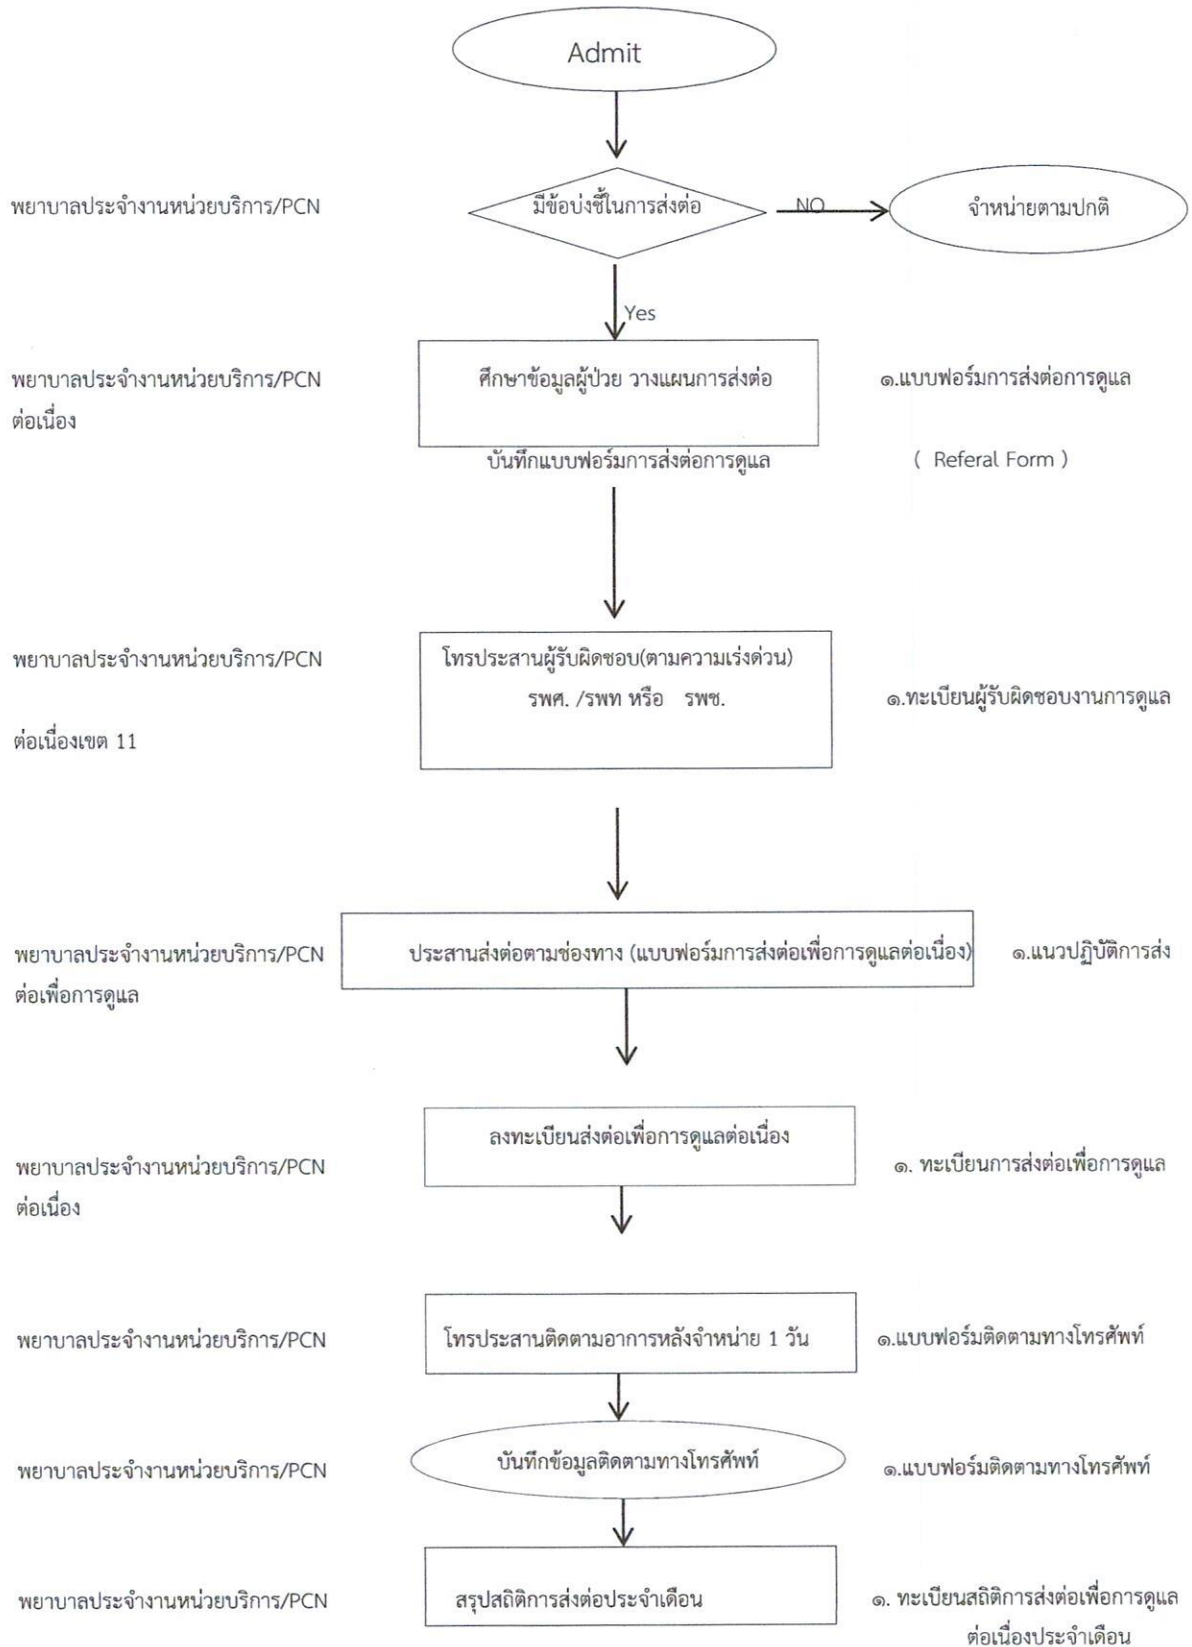 Admit
พยาบาลประจำงานหน่วยบริการ/PCN มีข้อบ่งชี้ในการส่งต่อ NO จำหน่ายตามปกติ
Yes
พยาบาลประจำงานหน่วยบริการ/PCN ศึกษาข้อมูลผู้ป่วย วางแผนการส่งต่อ ๑.แบบฟอร์มการส่งต่อการดูแล
ต่อเนื่อง
บันทึกแบบฟอร์มการส่งต่อการดูแล ( Referal Form )
พยาบาลประจำงานหน่วยบริการ/PCN โทรประสานผู้รับผิดชอบ(ตามความเร่งด่วน)
รพศ. /รพท หรือ รพช. ๑.ทะเบียนผู้รับผิดชอบงานการดูแล
ต่อเนื่องเขต 11
พยาบาลประจำงานหน่วยบริการ/PCN ประสานส่งต่อตามช่องทาง (แบบฟอร์มการส่งต่อเพื่อการดูแลต่อเนื่อง) ๑.แนวปฏิบัติการส่ง
ต่อเพื่อการดูแล
ลงทะเบียนส่งต่อเพื่อการดูแลต่อเนื่อง
พยาบาลประจำงานหน่วยบริการ/PCN ๑. ทะเบียนการส่งต่อเพื่อการดูแล
ต่อเนื่อง
พยาบาลประจำงานหน่วยบริการ/PCN โทรประสานติดตามอาการหลังจำหน่าย 1 วัน ๑.แบบฟอร์มติดตามทางโทรศัพท์
พยาบาลประจำงานหน่วยบริการ/PCN บันทึกข้อมูลติดตามทางโทรศัพท์ ๑.แบบฟอร์มติดตามทางโทรศัพท์
พยาบาลประจำงานหน่วยบริการ/PCN สรุปสถิติการส่งต่อประจำเดือน ๑. ทะเบียนสถิติการส่งต่อเพื่อการดูแล
ต่อเนื่องประจำเดือน